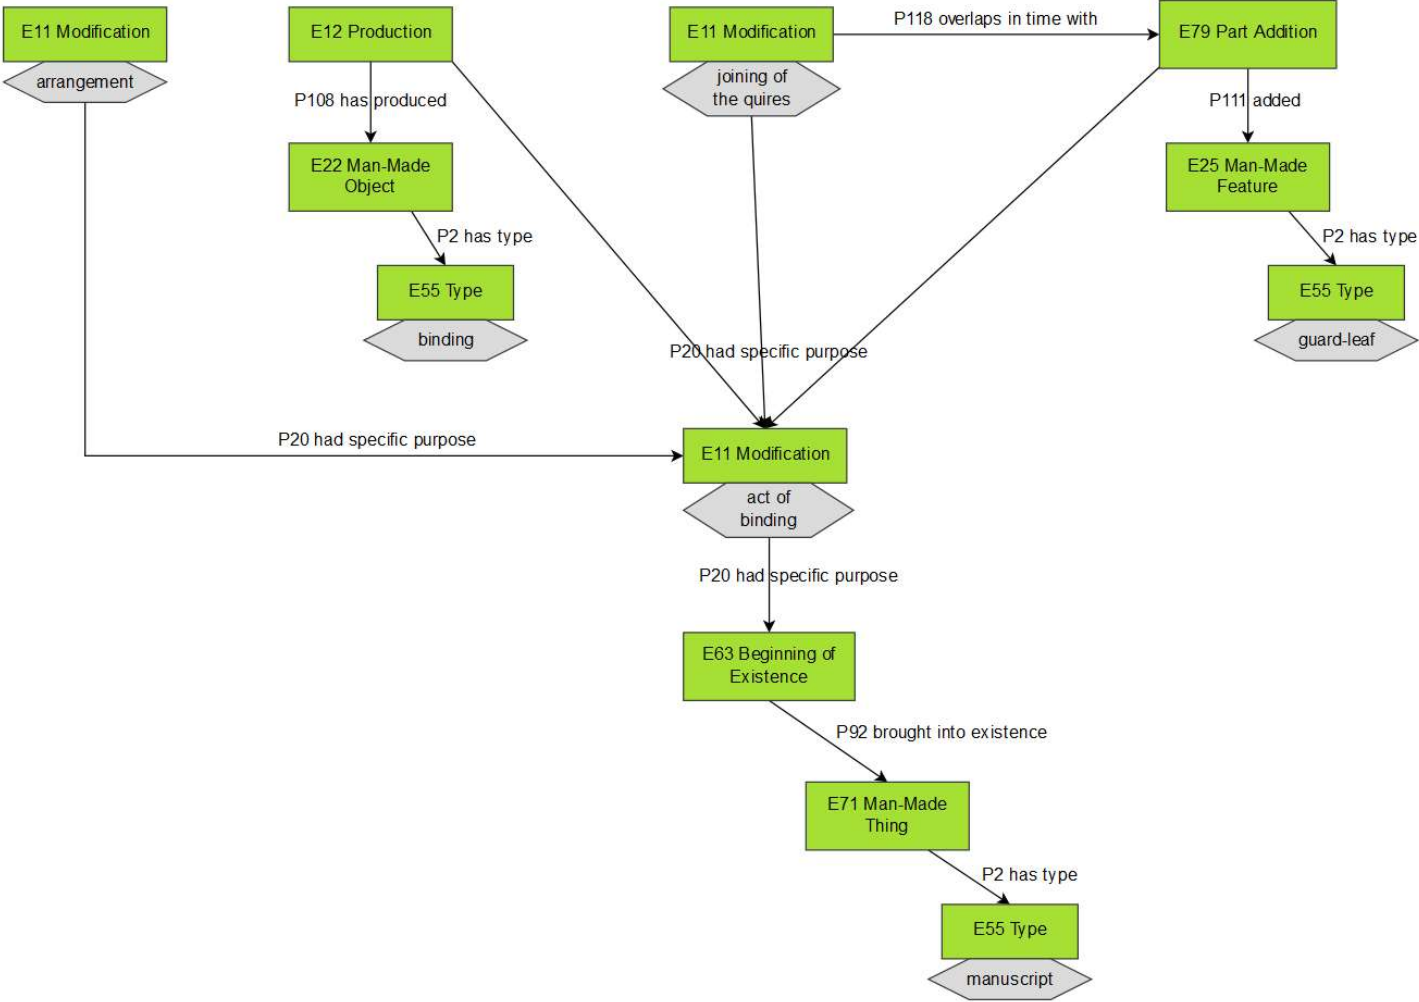 E11 Modification
arrangement
E12 Production
P108 has produced
E22 Man-Made
Object
P2 has type
E55 Type
binding
E11 Modification
joining of
the quires
P118 overlaps in time with
E79 Part Addition
P111 added
E25 Man-Made
Feature
P2 has type
E55 Type
guard-leaf
P20 had specific purpose
P20 had specific purpose
E11 Modification
act of
binding
P20 had specific purpose
E63 Beginning of
Existence
P92 brought into existence
E71 Man-Made
Thing
P2 has type
E55 Type
manuscript